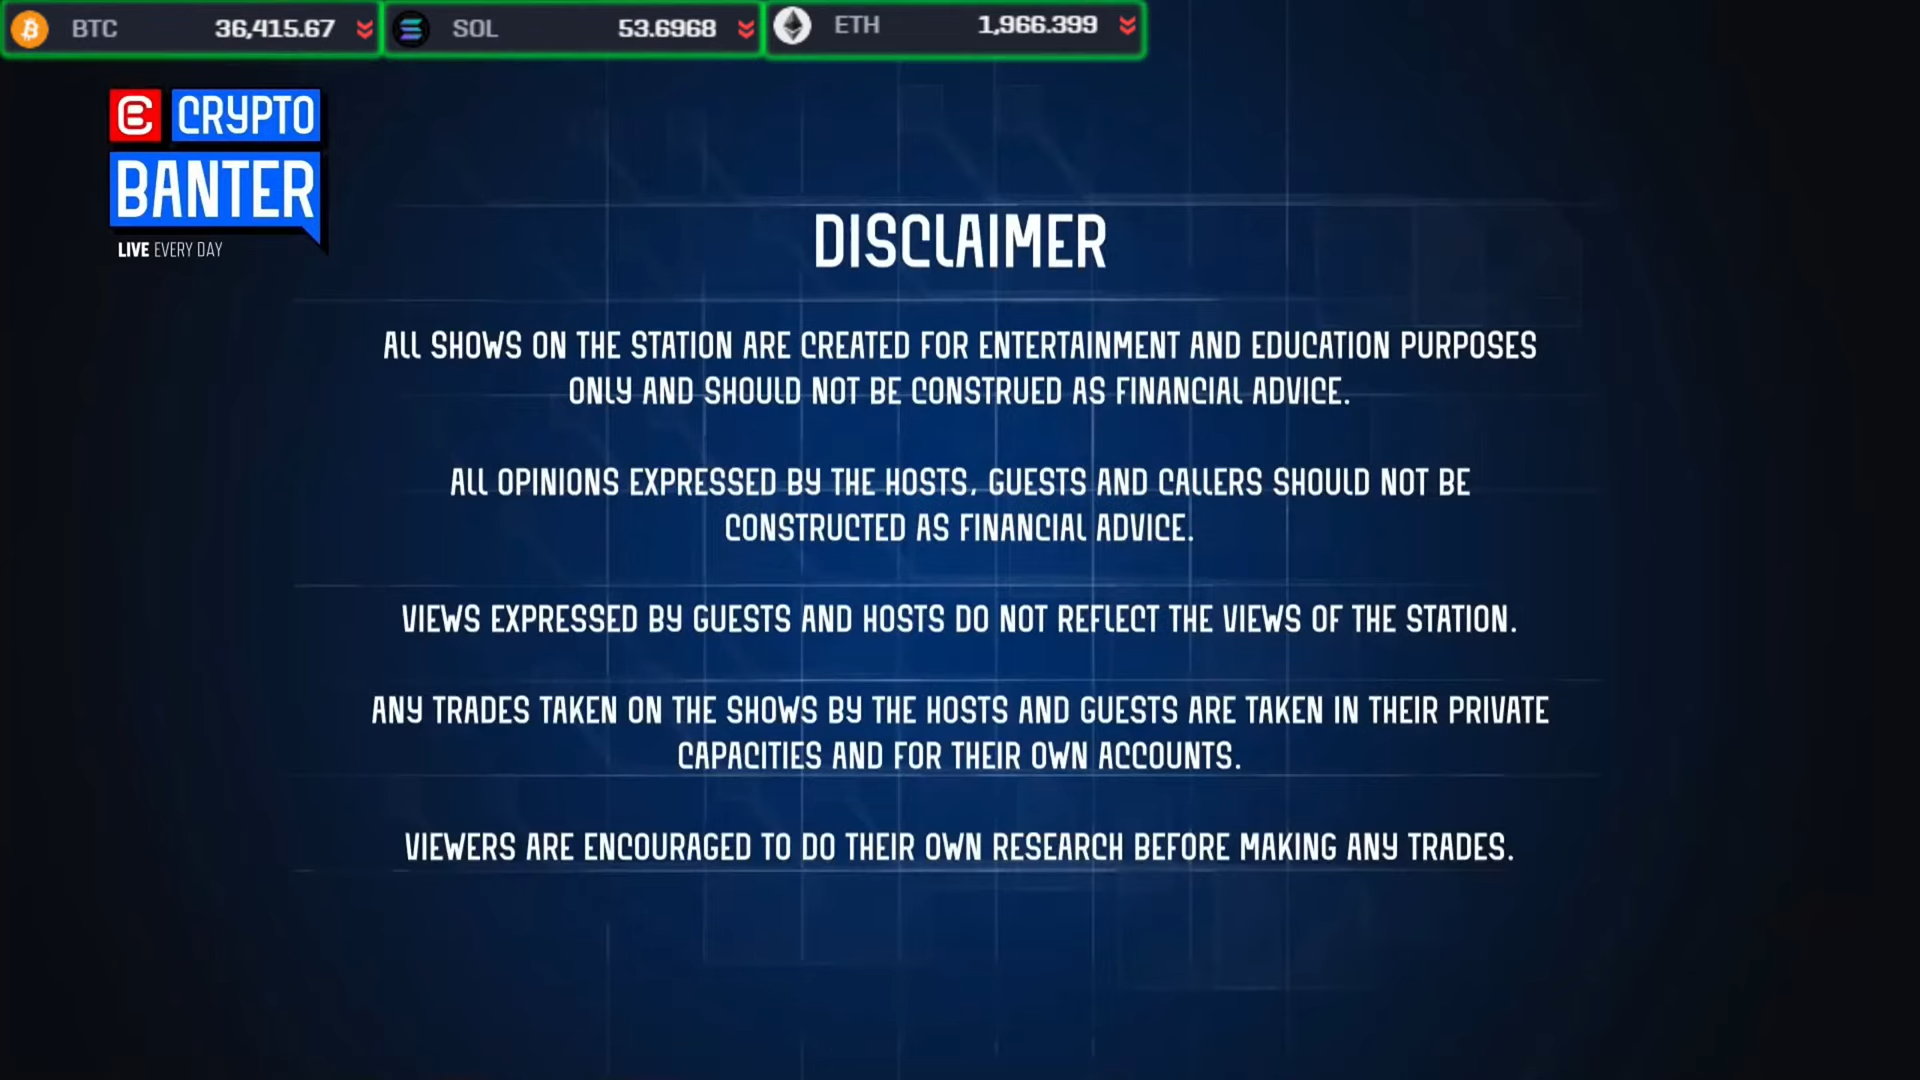 BTC 36,415.67
SOL 53.6968
ETH 1,966.399
CRYPTO
BANTER
LIVE EVERY DAY
DISCLAIMER
ALL SHOWS ON THE STATION ARE CREATED FOR ENTERTAINMENT AND EDUCATION PURPOSES
ONLY AND SHOULD NOT BE CONSTRUED AS FINANCIAL ADVICE.
ALL OPINIONS EXPRESSED BY THE HOSTS, GUESTS AND CALLERS SHOULD NOT BE
CONSTRUCTED AS FINANCIAL ADVICE.
VIEWS EXPRESSED BY GUESTS AND HOSTS DO NOT REFLECT THE VIEWS OF THE STATION.
ANY TRADES TAKEN ON THE SHOWS BY THE HOSTS AND GUESTS ARE TAKEN IN THEIR PRIVATE
CAPACITIES AND FOR THEIR OWN ACCOUNTS.
VIEWERS ARE ENCOURAGED TO DO THEIR OWN RESEARCH BEFORE MAKING ANY TRADES.